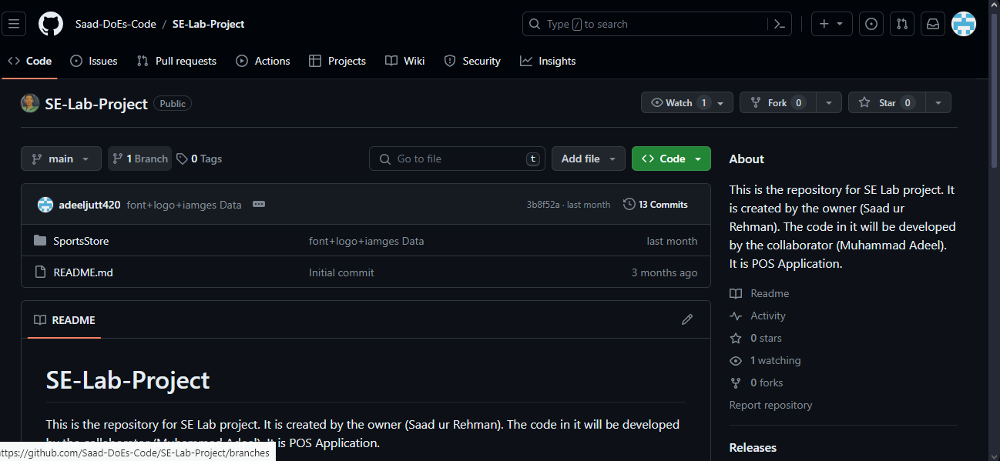 Saad-DoEs-Code / SE-Lab-Project
Type / to search
Code Issues Pull requests Actions Projects Wiki Security Insights
SE-Lab-Project Public
Watch 1 Fork 0 Star 0
main 1 Branch 0 Tags
Go to file t Add file Code
adeeljutt420 font+logo+iamges Data 3b8f52a · last month 13 Commits
SportsStore font+logo+iamges Data last month
README.md Initial commit 3 months ago
README
SE-Lab-Project
This is the repository for SE Lab project. It is created by the owner (Saad ur Rehman). The code in it will be developed
by the collaborator (Muhammad Adeel). It is POS Application.
About
This is the repository for SE Lab project. It
is created by the owner (Saad ur
Rehman). The code in it will be developed
by the collaborator (Muhammad Adeel).
It is POS Application.
Readme
Activity
0 stars
1 watching
0 forks
Report repository
Releases
ttps://github.com/Saad-DoEs-Code/SE-Lab-Project/branches